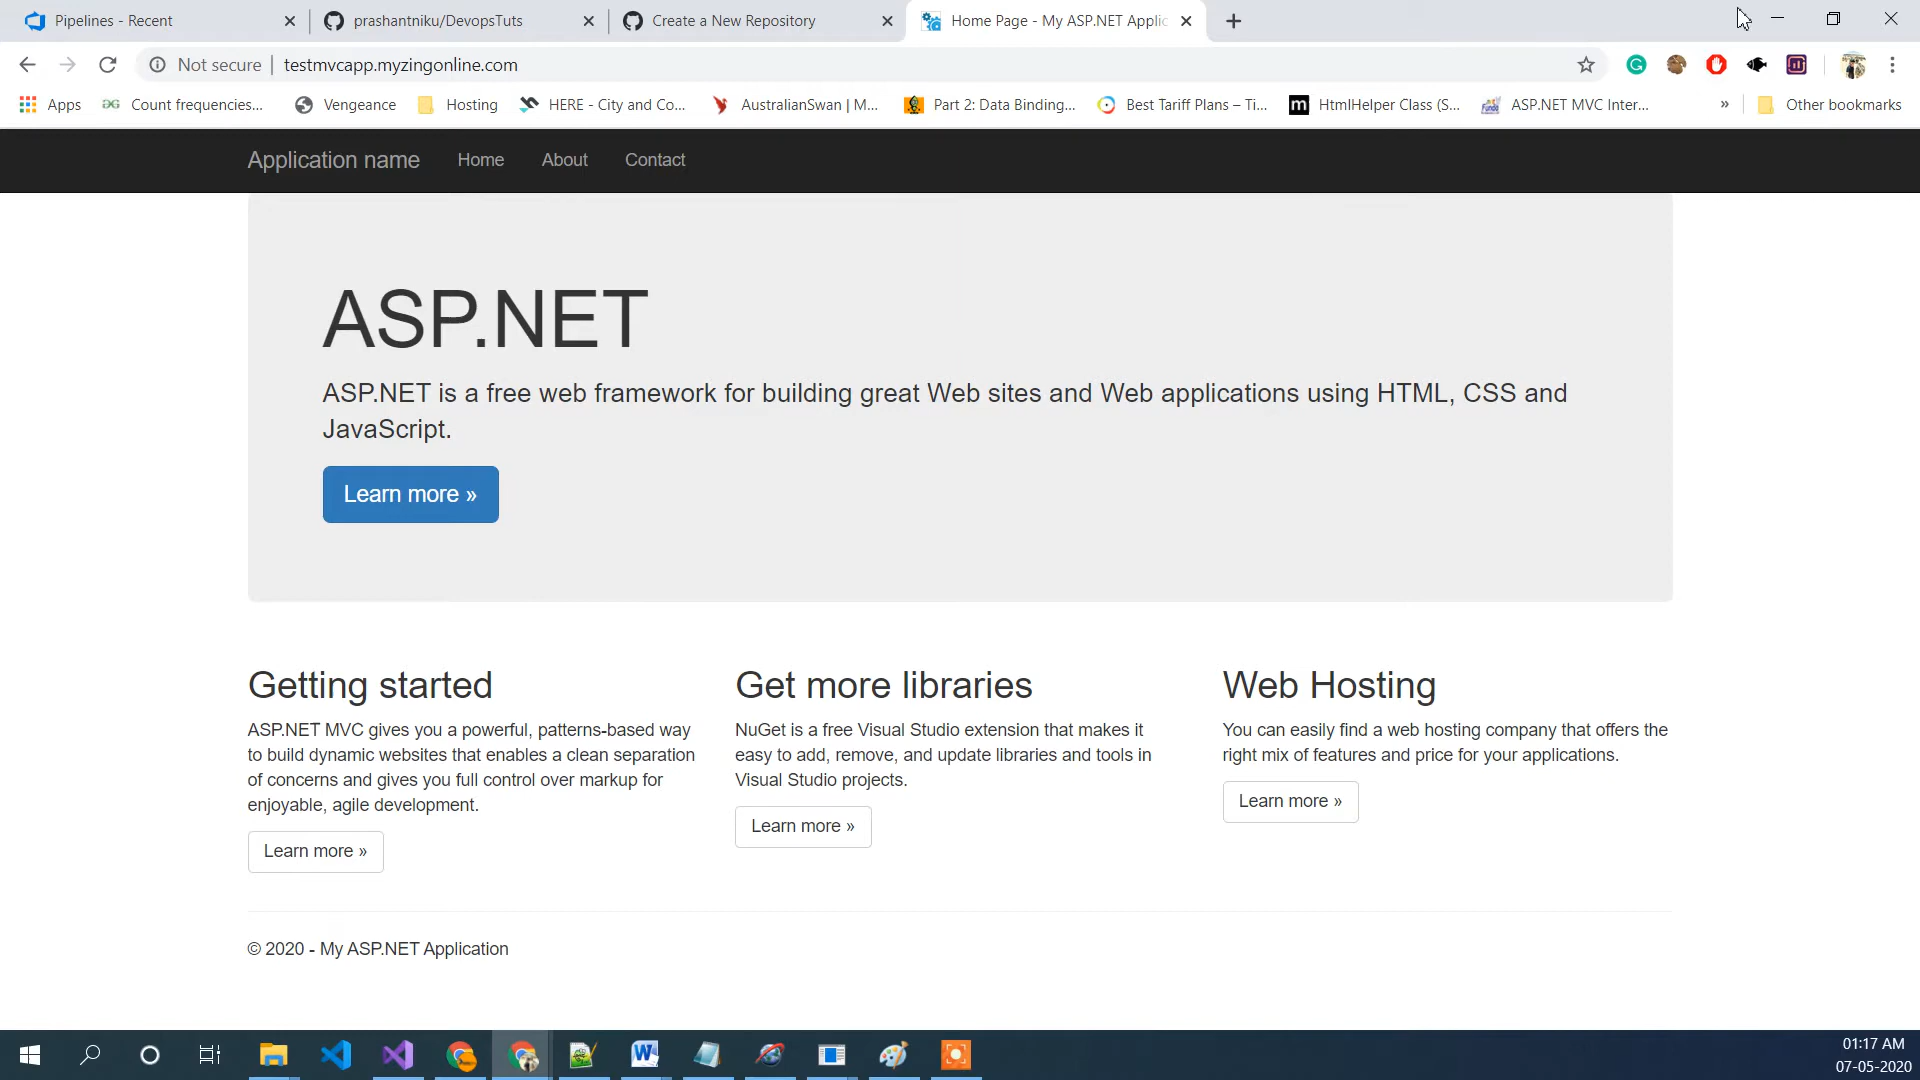 Pipelines - Recent
prashantniku/DevopsTuts
Create a New Repository
Home Page - My ASP.NET Applic
Not secure | testmvcapp.myzingonline.com
Apps
Count frequencies...
Vengeance
Hosting
HERE - City and Co...
AustralianSwan | M...
Part 2: Data Binding...
Best Tariff Plans – Ti...
HtmlHelper Class (S...
ASP.NET MVC Inter...
»
Other bookmarks
Application name
Home
About
Contact
ASP.NET
ASP.NET is a free web framework for building great Web sites and Web applications using HTML, CSS and
JavaScript.
Learn more »
Getting started
ASP.NET MVC gives you a powerful, patterns-based way
to build dynamic websites that enables a clean separation
of concerns and gives you full control over markup for
enjoyable, agile development.
Learn more »
Get more libraries
NuGet is a free Visual Studio extension that makes it
easy to add, remove, and update libraries and tools in
Visual Studio projects.
Learn more »
Web Hosting
You can easily find a web hosting company that offers the
right mix of features and price for your applications.
Learn more »
© 2020 - My ASP.NET Application
01:17 AM
07-05-2020